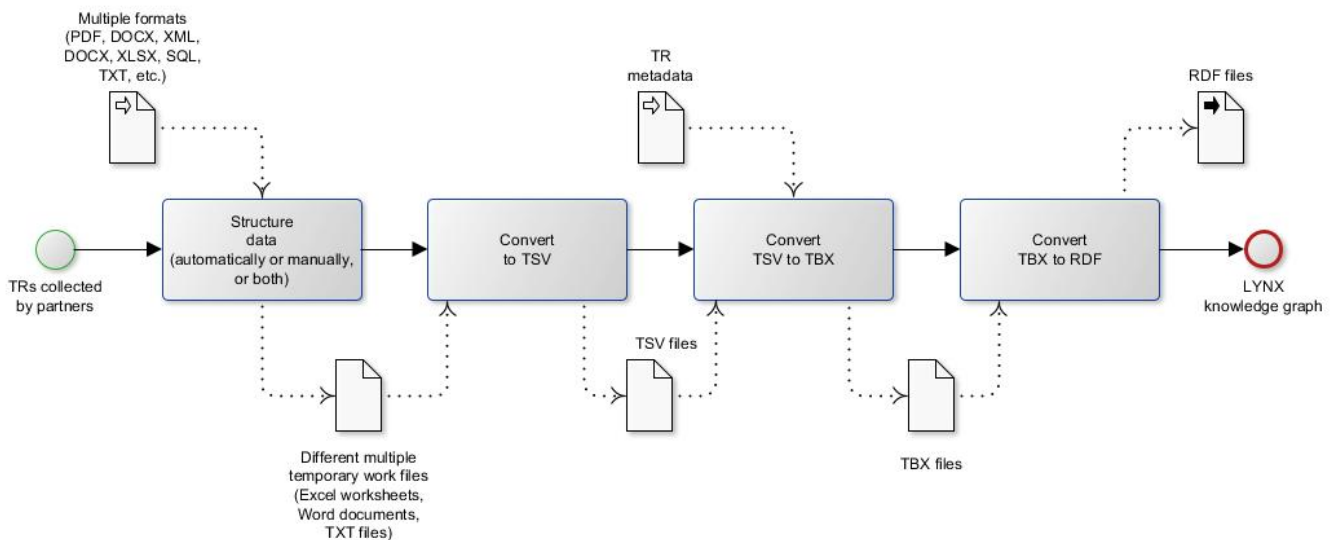 Multiple formats
(PDF, DOCX, XML,
DOCX, XLSX, SQL,
TXT, etc.)
TR
metadata
RDF files
Structure
data
(automatically or manually,
or both)
Convert
to TSV
Convert
TSV to TBX
Convert
TBX to RDF
TRs collected
by partners
LYNX
knowledge graph
TSV files
Different multiple
temporary work files
(Excel worksheets,
Word documents,
TXT files)
TBX files